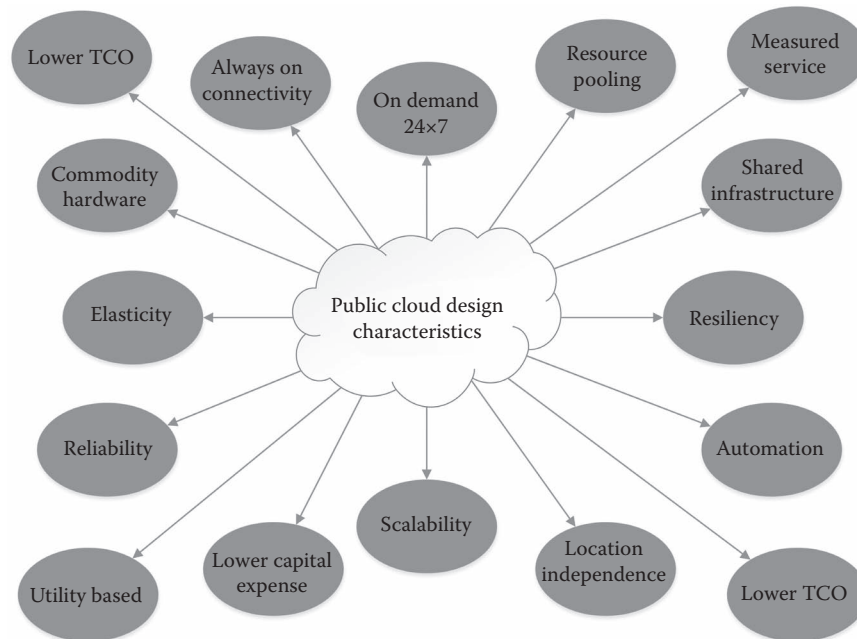 Lower TCO
Always on
connectivity
On demand
24×7
Resource
pooling
Measured
service
Commodity
hardware
Shared
infrastructure
Elasticity
Public cloud design
characteristics
Resiliency
Reliability
Automation
Scalability
Utility based
Lower capital
expense
Location
independence
Lower TCO